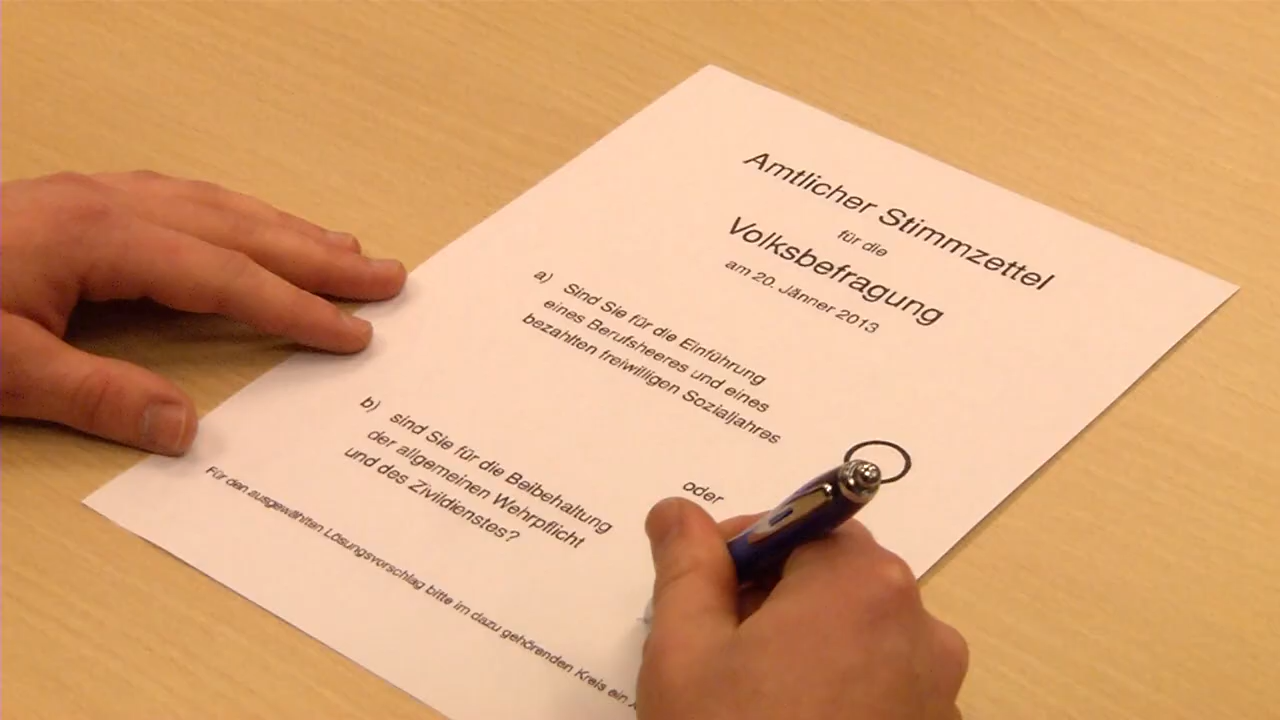 Amtlicher Stimmzettel
für die
Volksbefragung
am 20. Jänner 2013
a) Sind Sie für die Einführung
eines Berufsheeres und eines
bezahlten freiwilligen Sozialjahres
oder
b) sind Sie für die Beibehaltung
der allgemeinen Wehrpflicht
und des Zivildienstes?
Für den ausgewählten Lösungsvorschlag bitte im dazu gehörenden Kreis ein